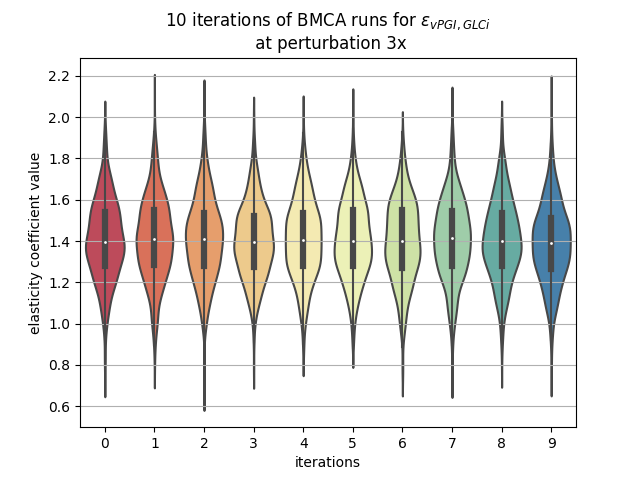 10 iterations of BMCA runs for εvPGI, GLCi
at perturbation 3x
elasticity coefficient value
2.2
2.0
1.8
1.6
1.4
1.2
1.0
0.8
0.6
0 1 2 3 4 5 6 7 8 9
iterations